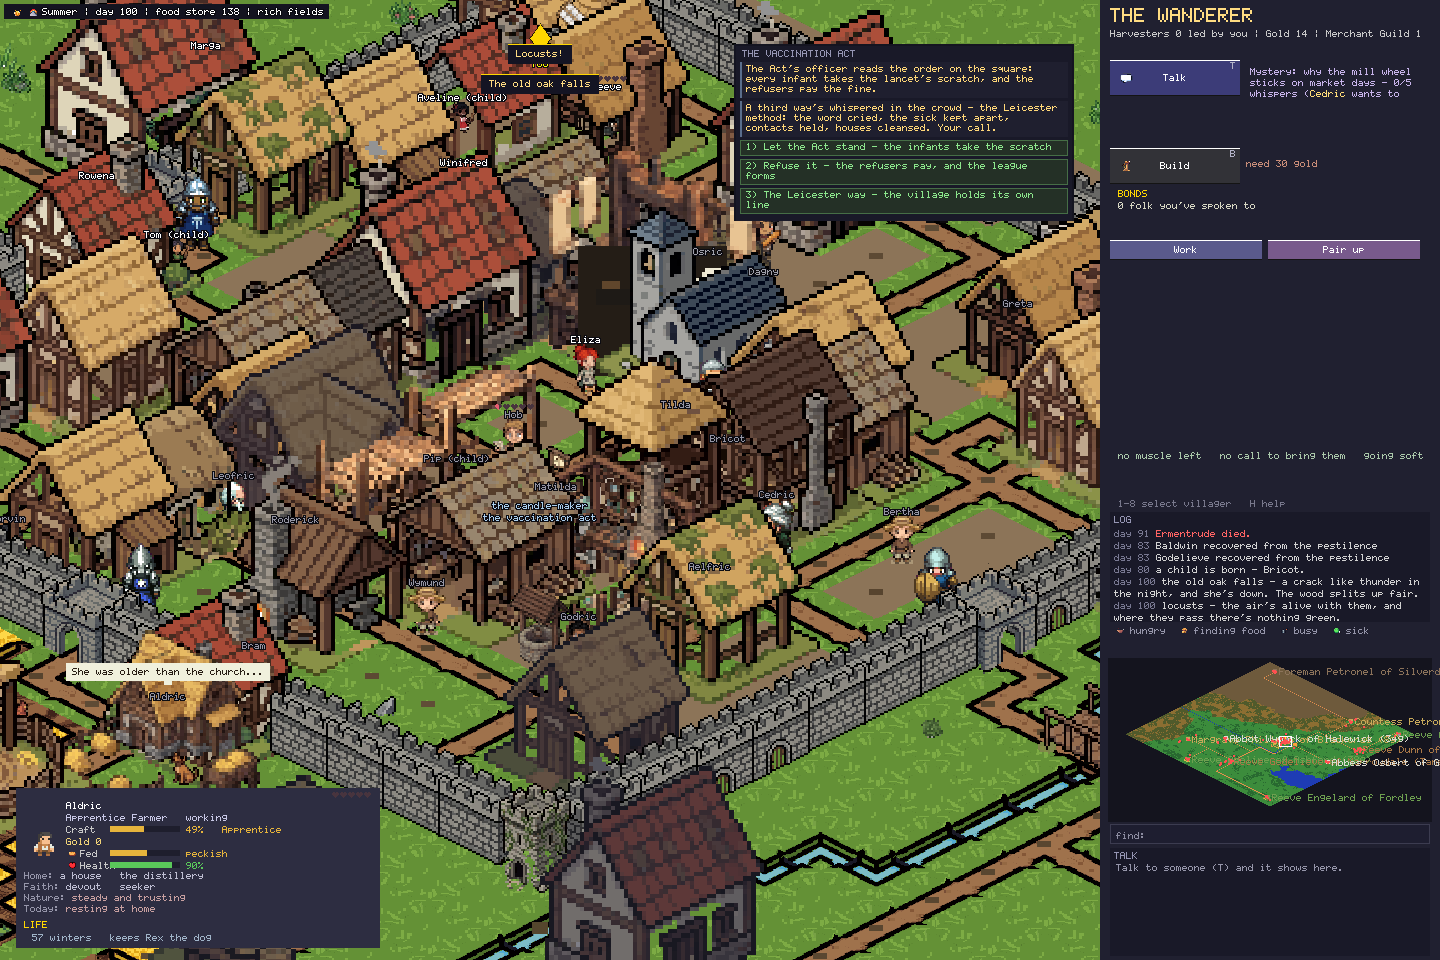 Summer | day 100 | food store 138 | rich fields
Marga
Locusts!
The old oak falls
Aveline (child)
Winifred
Rowena
Tom (child)
Osric
Dagny
Greta
Eliza
Tilda
Hob
Bricot
Pip (child)
Leofric
Matilda
Cedric
the candle-maker
the vaccination act
Roderick
Bertha
Aelfric
Wymund
Godric
Bram
She was older than the church...
Aldric
THE VACCINATION ACT
The Act's officer reads the order on the square:
every infant takes the lancet's scratch, and the
refusers pay the fine.
A third way's whispered in the crowd - the Leicester
method: the word cried, the sick kept apart,
contacts held, houses cleansed. Your call.
1) Let the Act stand - the infants take the scratch
2) Refuse it - the refusers pay, and the league
forms
3) The Leicester way - the village holds its own
line
Aldric
Apprentice Farmer working
Craft 49% Apprentice
Gold 0
Fed peckish
Healt 90%
Home: a house the distillery
Faith: devout seeker
Nature: steady and trusting
Today: resting at home
LIFE
57 winters keeps Rex the dog
THE WANDERER
Harvesters 0 led by you | Gold 14 | Merchant Guild 1
Talk T
Mystery: why the mill wheel
sticks on market days - 0/5
whispers (Cedric wants to
Build B
need 30 gold
BONDS
0 folk you've spoken to
Work
Pair up
no muscle left no call to bring them going soft
1-8 select villager H help
LOG
day 91 Ermentrude died.
day 83 Baldwin recovered from the pestilence
day 83 Godelieve recovered from the pestilence
day 80 a child is born - Bricot.
day 100 the old oak falls - a crack like thunder in
the night, and she's down. The wood splits up fair.
day 100 locusts - the air's alive with them, and
where they pass there's nothing green.
hungry finding food busy sick
Foreman Petronel of Silverd
Countess Petron
Reeve Engelard of Fordley
find:
TALK
Talk to someone (T) and it shows here.